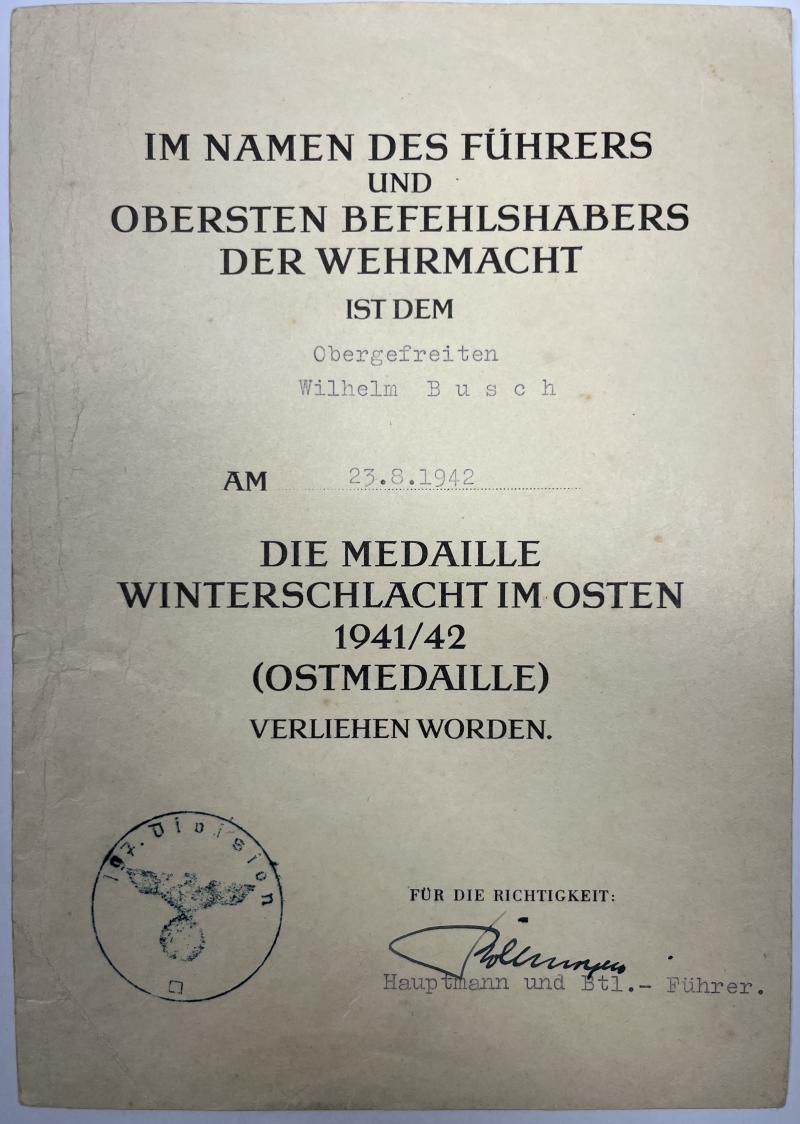 IM NAMEN DES FÜHRERS
UND
OBERSTEN BEFEHLSHABERS
DER WEHRMACHT
IST DEM
Obergefreiten
Wilhelm B u s c h
AM 23.8.1942
DIE MEDAILLE
WINTERSCHLACHT IM OSTEN
1941/42
(OSTMEDAILLE)
VERLIEHEN WORDEN.
197. Division
FÜR DIE RICHTIGKEIT:
Hauptmann und Btl.- Führer.